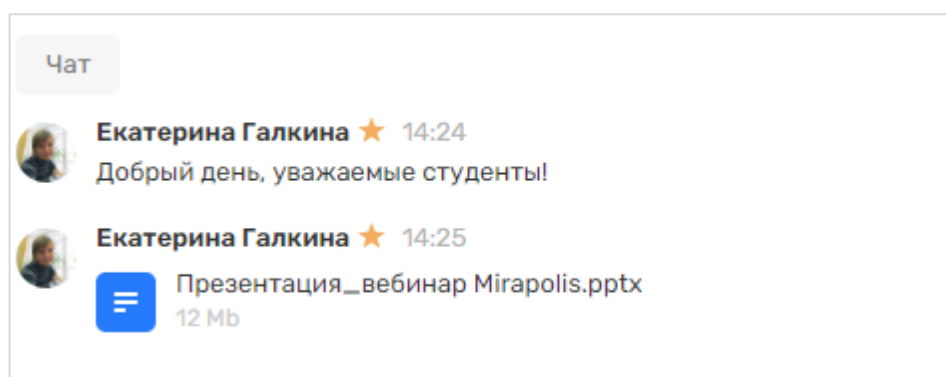 Чат
Екатерина Галкина 14:24
Добрый день, уважаемые студенты!
Екатерина Галкина 14:25
Презентация_вебинар Mirapolis.pptx
12 Mb